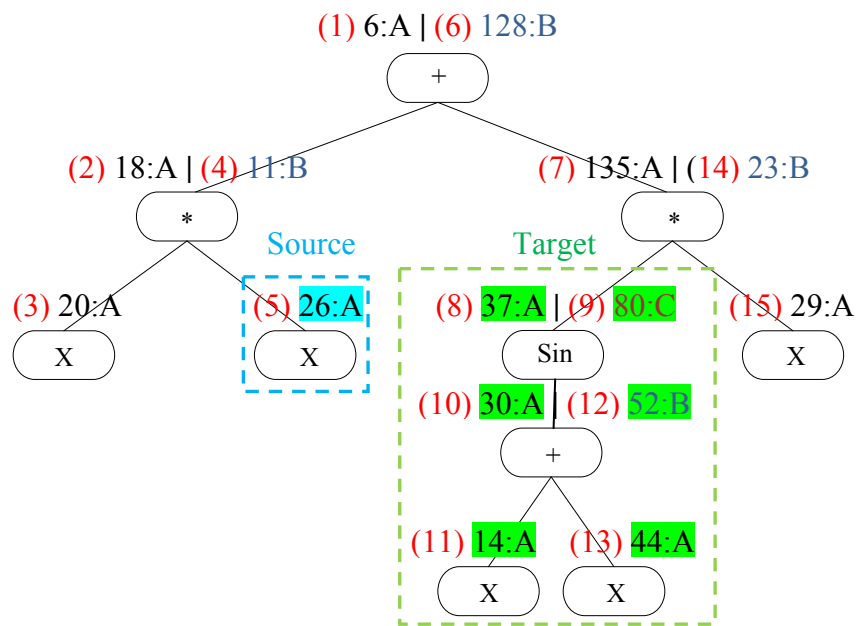 (1) 6:A | (6) 128:B
+
(2) 18:A | (4) 11:B
(7) 135:A | (14) 23:B
*
*
Source
Target
(3) 20:A
(5) 26:A
(8) 37:A | (9) 80:C
(15) 29:A
X
X
Sin
X
(10) 30:A | (12) 52:B
+
(11) 14:A
(13) 44:A
X
X